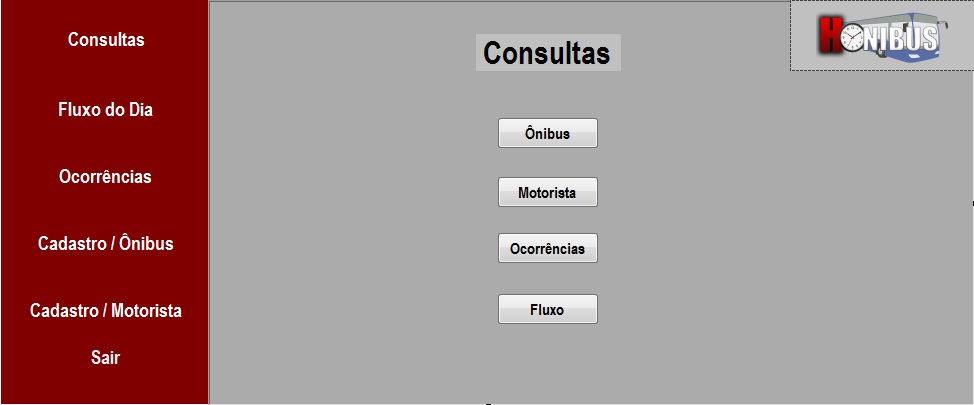 Consultas
Fluxo do Dia
Ocorrências
Cadastro / Ônibus
Cadastro / Motorista
Sair
Consultas
Ônibus
Motorista
Ocorrências
Fluxo
HONIBUS